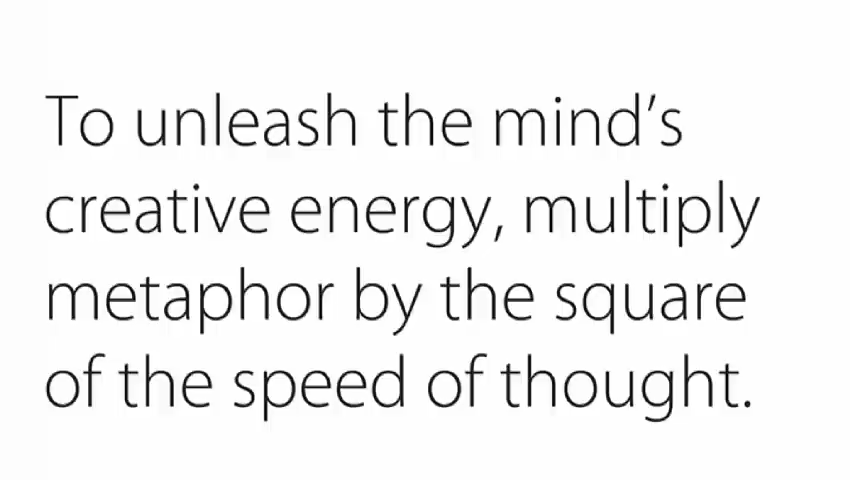 To unleash the mind’s
creative energy, multiply
metaphor by the square
of the speed of thought.